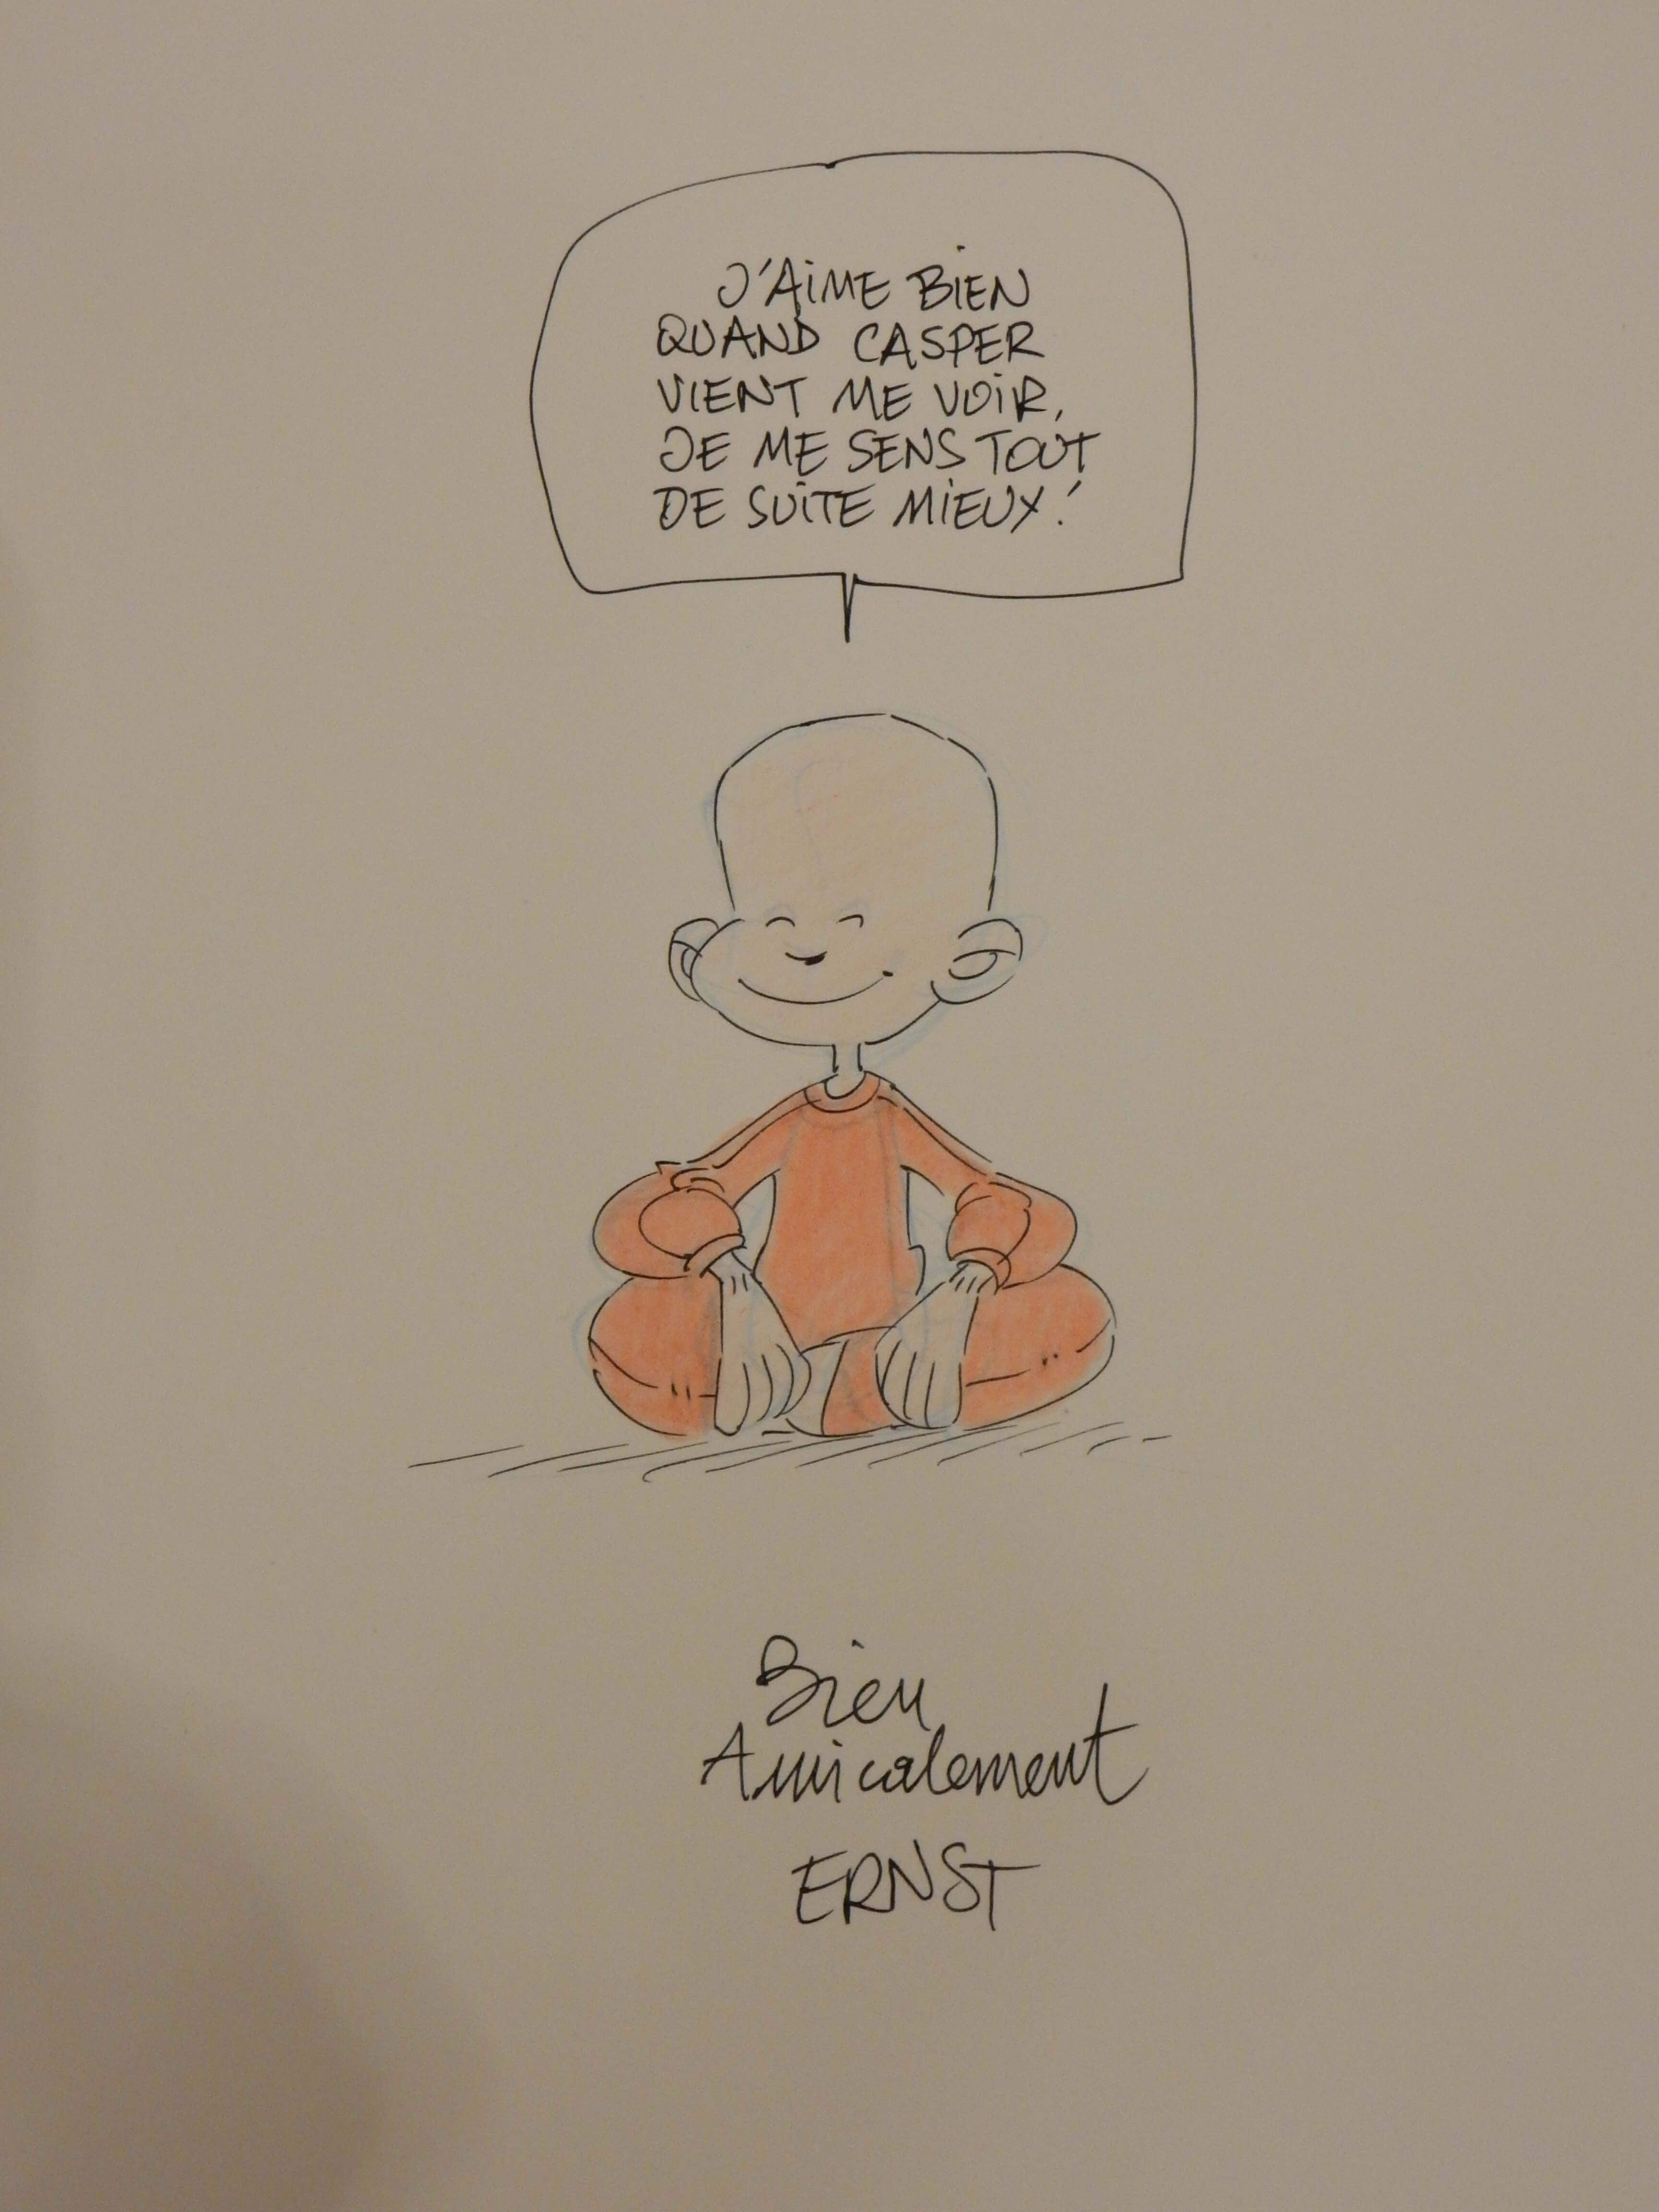 J'AIME BIEN
QUAND CASPER
VIENT ME VOIR,
JE ME SENS TOUT
DE SUITE MIEUX!
Bien
Amicalement
ERNST